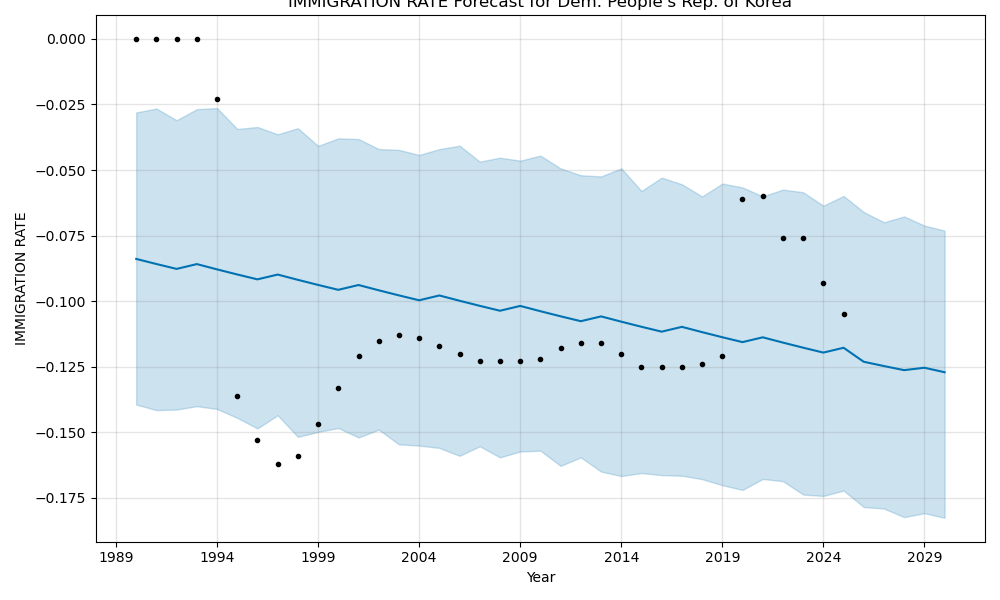 IMMIGRATION RATE Forecast for Dem. People's Rep. of Korea
0.000
−0.025
−0.050
−0.075
−0.100
−0.125
−0.150
−0.175
IMMIGRATION RATE
1989 1994 1999 2004 2009 2014 2019 2024 2029
Year